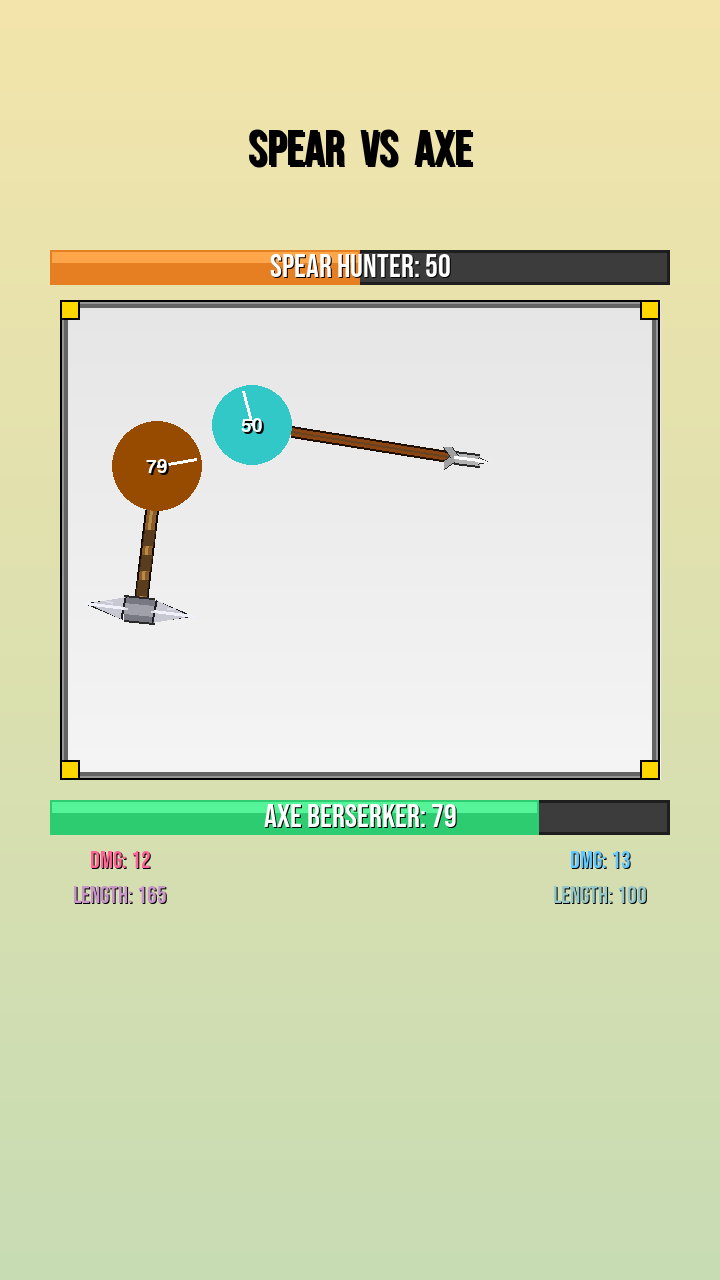 SPEAR VS AXE
SPEAR HUNTER: 50
50
79
AXE BERSERKER: 79
DMG: 12
DMG: 13
LENGTH: 165
LENGTH: 100